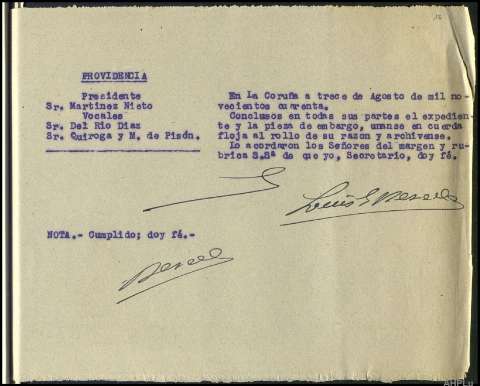 PROVIDENCIA
Presidente
Sr. Martinez Nieto
Vocales
Sr. Del Rio Diaz
Sr. Quiroga y M. de Pisón.
En La Coruña a trece de Agosto de mil no-
vecientos cuarenta.
Conclusos en todas sus partes el expedien-
te y la pieza de embargo, unanse en cuerda
floja al rollo de su razon y archivense.
Lo acordaron los Señores del margen y ru-
brica S.Sª de que yo, Secretario, doy fé.
NOTA.- Cumplido; doy fé.-
AHPLu